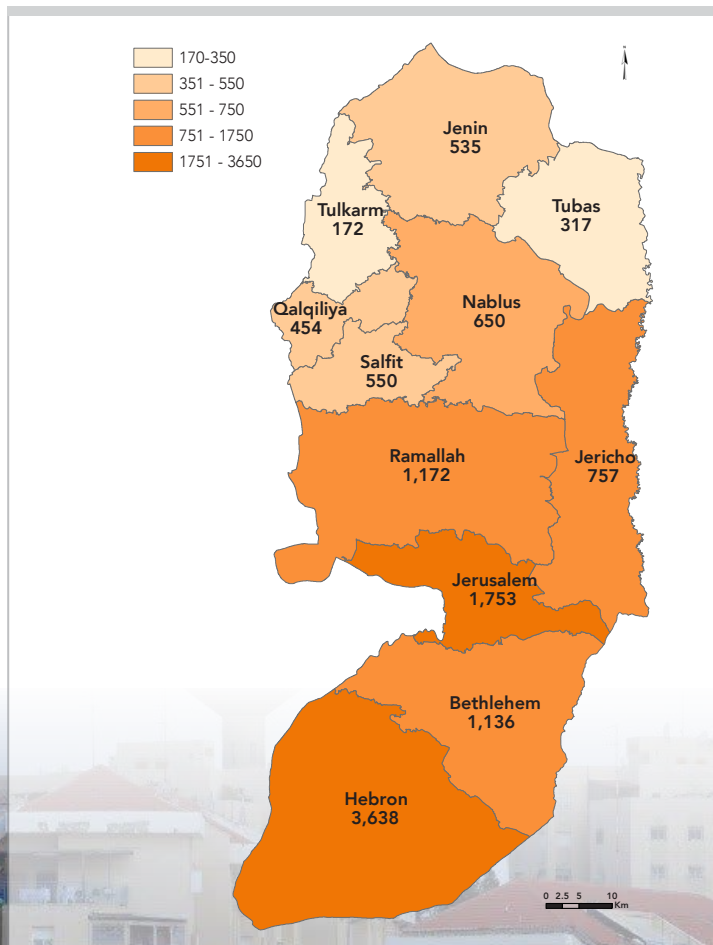 170-350
351 - 550
551 - 750
751 - 1750
1751 - 3650
N
Jenin
535
Tulkarm
172
Tubas
317
Qalqiliya
454
Nablus
650
Salfit
550
Ramallah
1,172
Jericho
757
Jerusalem
1,753
Bethlehem
1,136
Hebron
3,638
0 2.5 5 10
Km